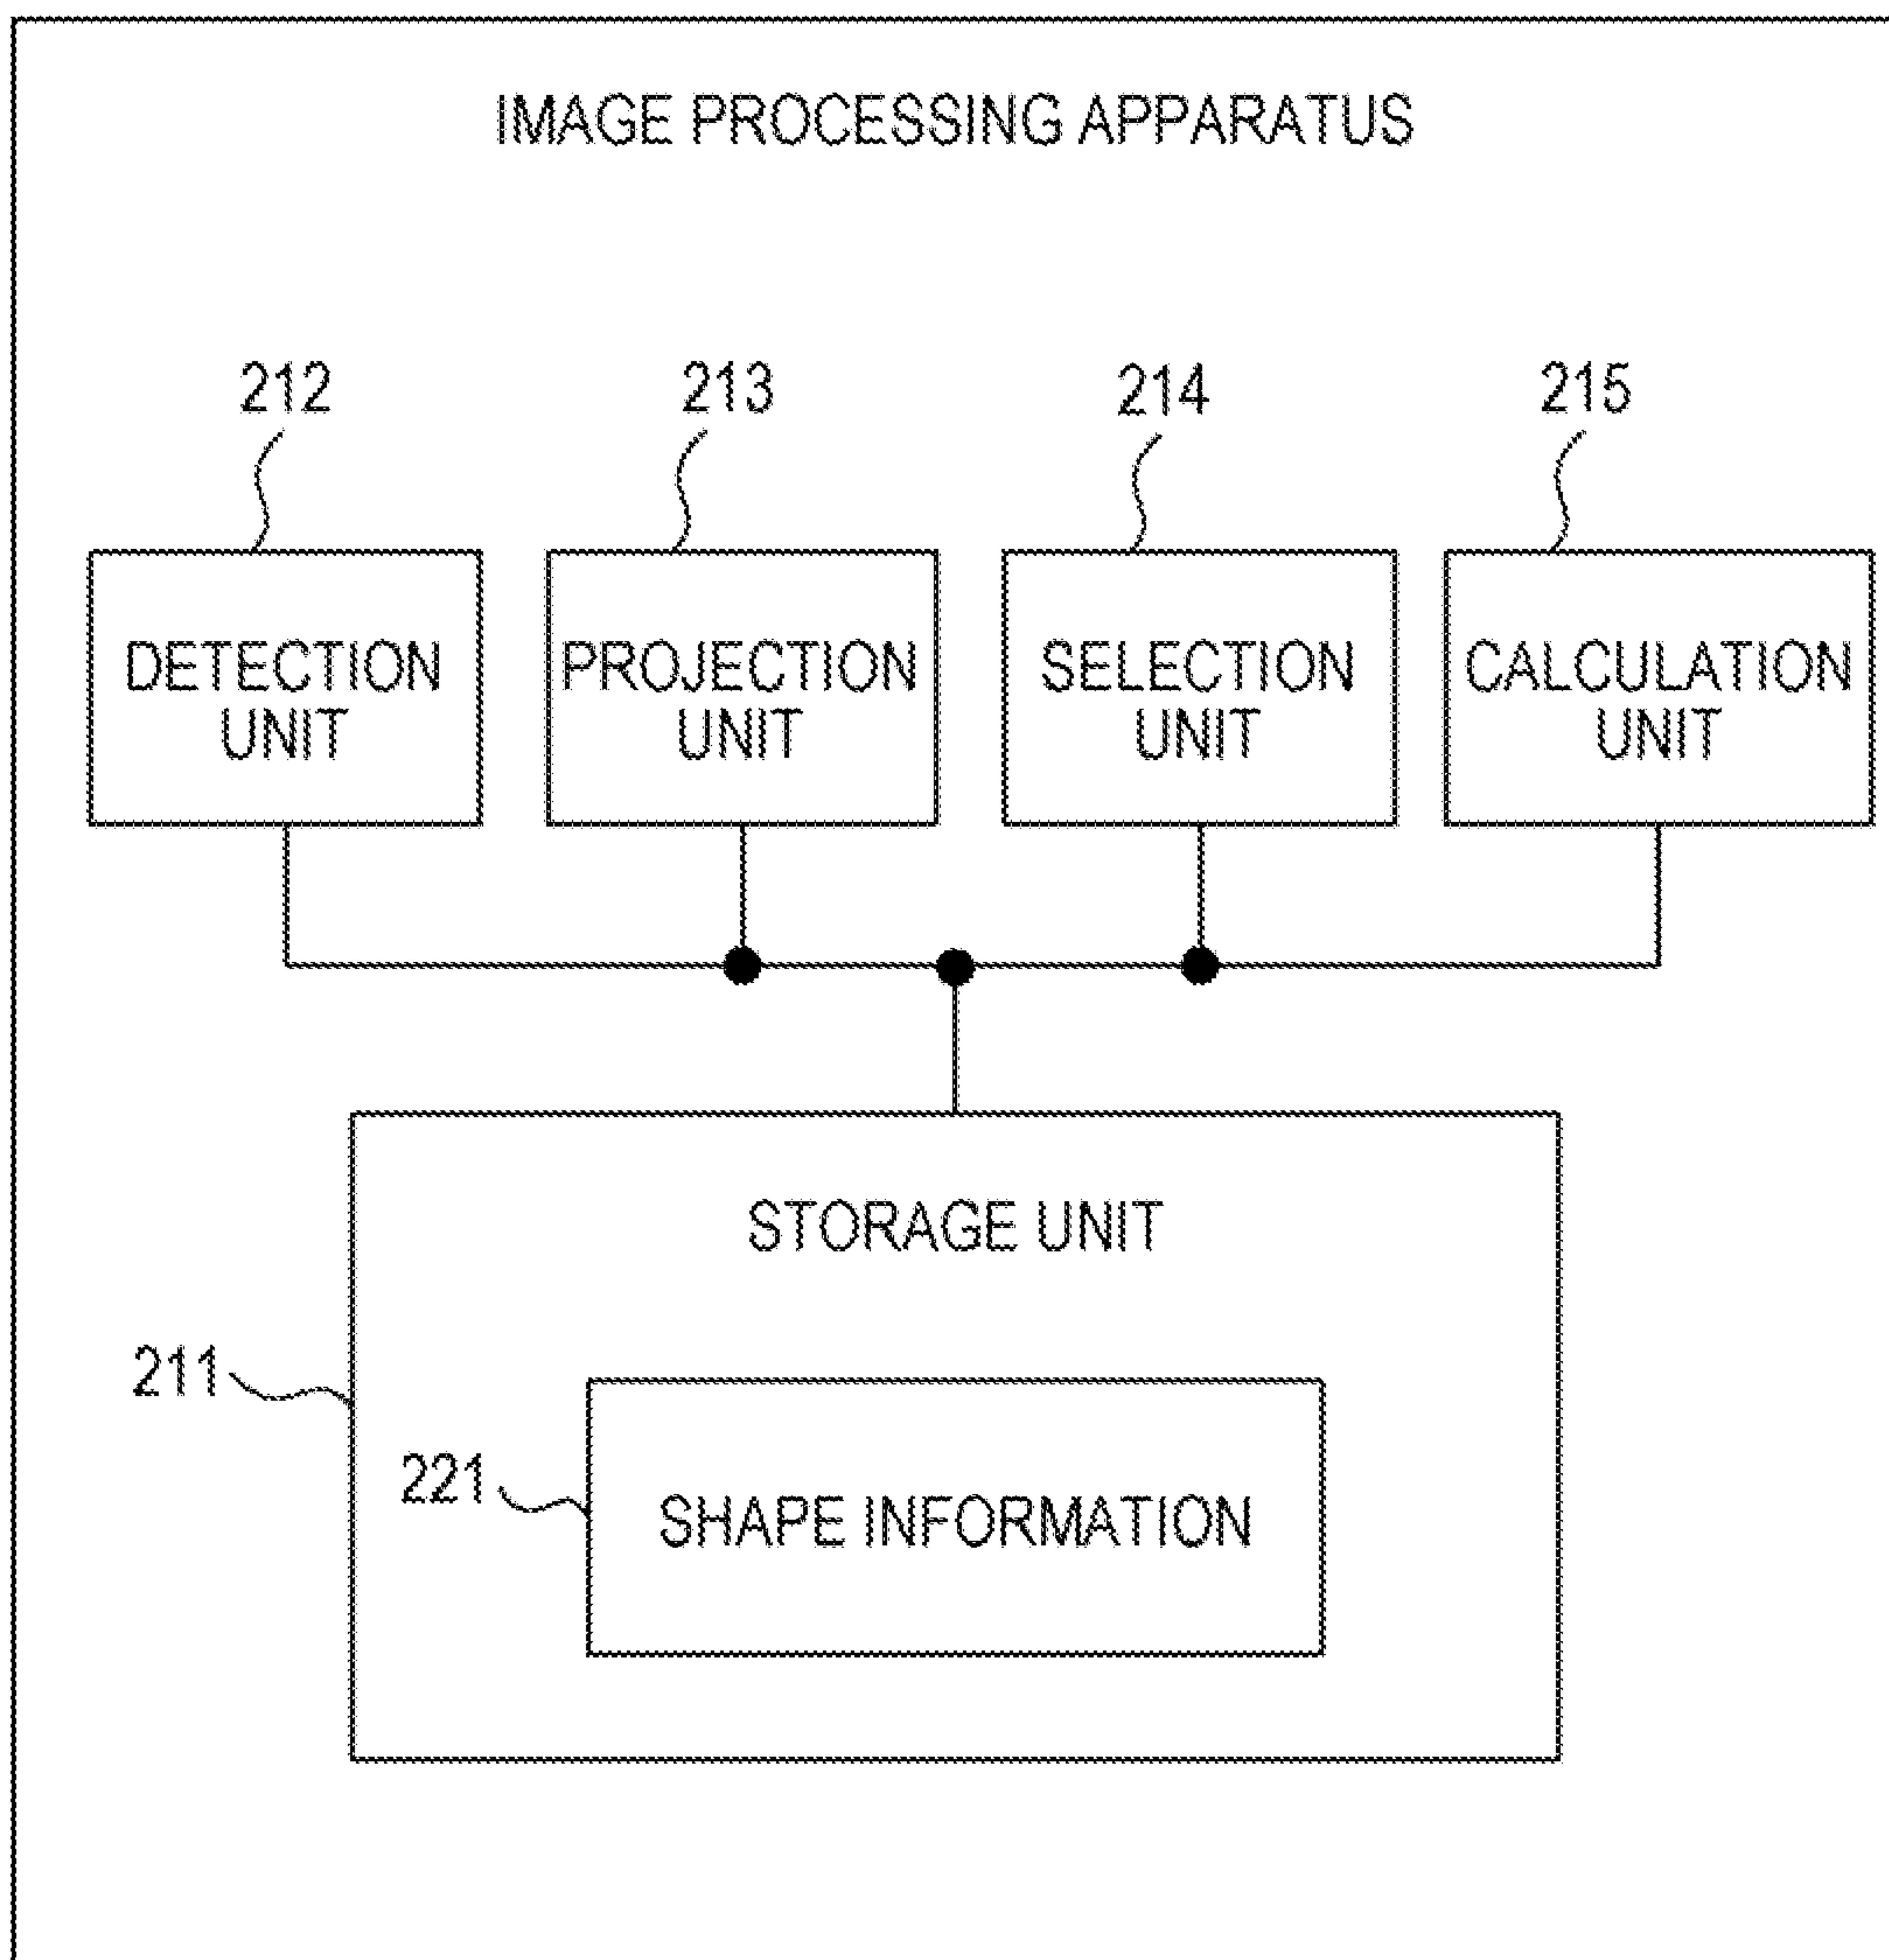 IMAGE PROCESSING APPARATUS
212
213
214
215
DETECTION
UNIT
PROJECTION
UNIT
SELECTION
UNIT
CALCULATION
UNIT
STORAGE UNIT
211
221
SHAPE INFORMATION